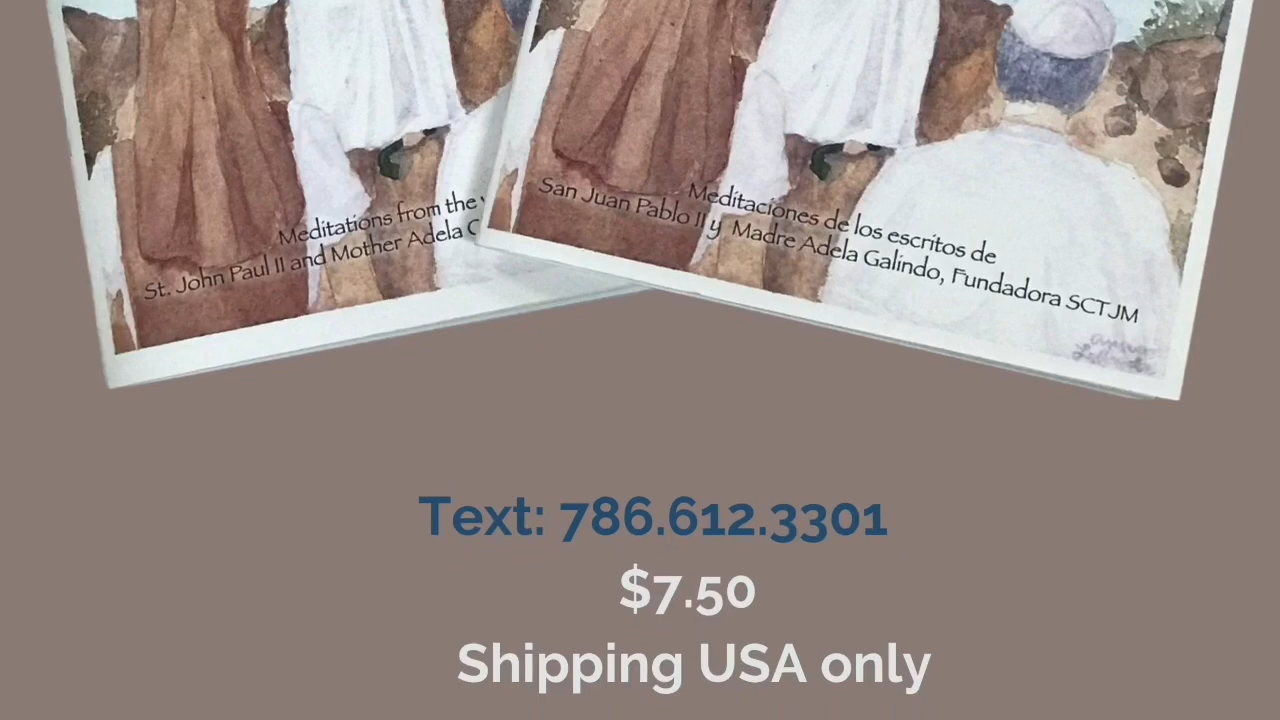 Meditations from the
St. John Paul II and Mother Adela
Meditaciones de los escritos de
San Juan Pablo II y Madre Adela Galindo, Fundadora SCTJM
Text: 786.612.3301
$7.50
Shipping USA only